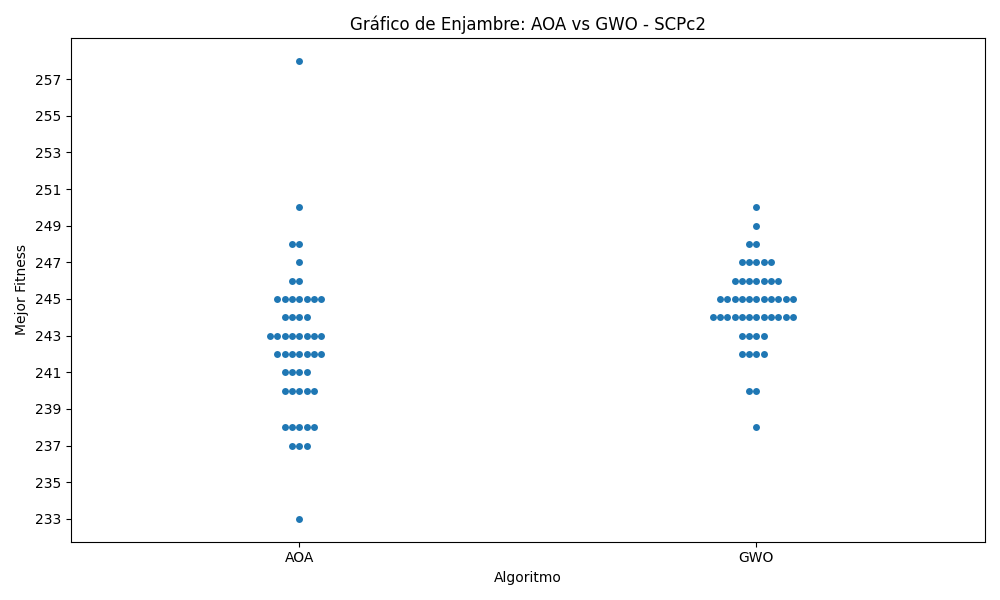 Gráfico de Enjambre: AOA vs GWO - SCPc2
Mejor Fitness
257
255
253
251
249
247
245
243
241
239
237
235
233
AOA
GWO
Algoritmo